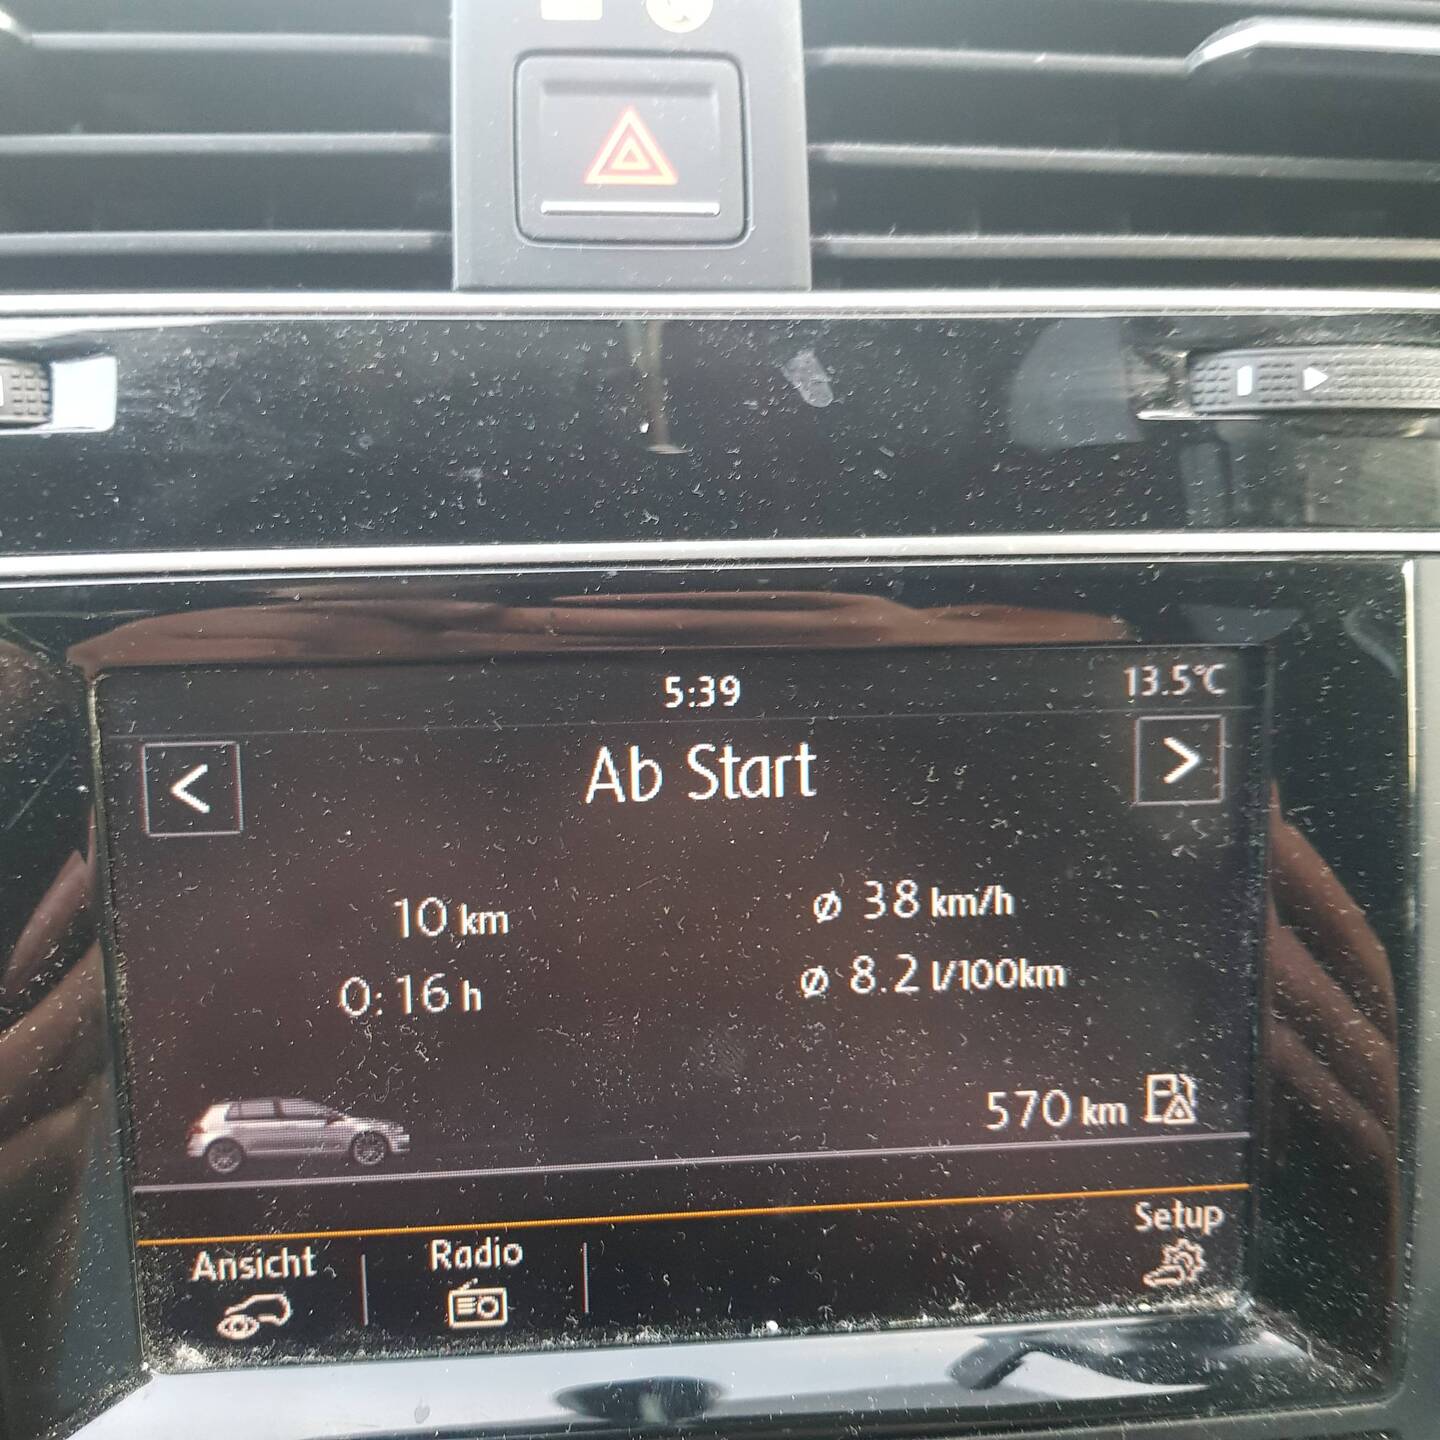 5:39
13.5°C
<
Ab Start
>
10 km
ø 38 km/h
0:16 h
ø 8.2 l/100km
570 km
Ansicht
Radio
Setup